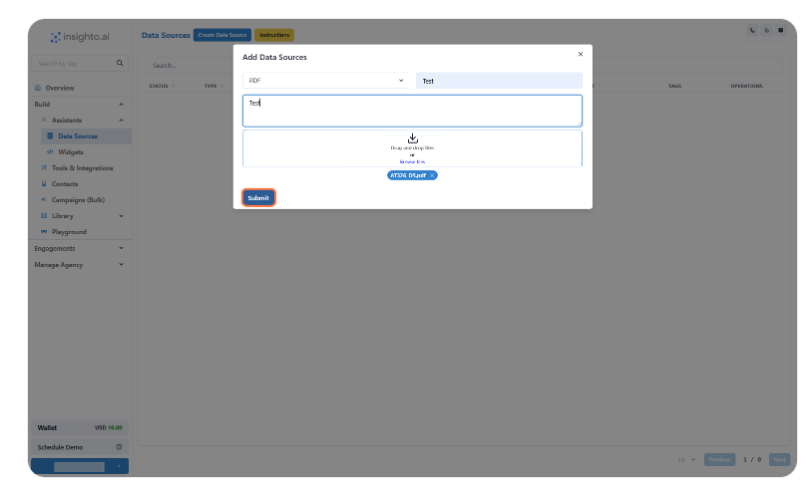 insighto.ai
Data Sources Create Data Source Instructions
Search by tag
Search...
STATUS TYPE TAGS OPERATIONS
Overview
Build
Assistants
Data Sources
Widgets
Tools & Integrations
Contacts
Campaigns (Bulk)
Library
Playground
Engagements
Manage Agency
Add Data Sources ×
PDF Test
Test
Drag and drop files
or
Browse files
AT326_DS.pdf ×
Submit
Wallet USD 10.00
Schedule Demo
10 Previous 1 / 0 Next